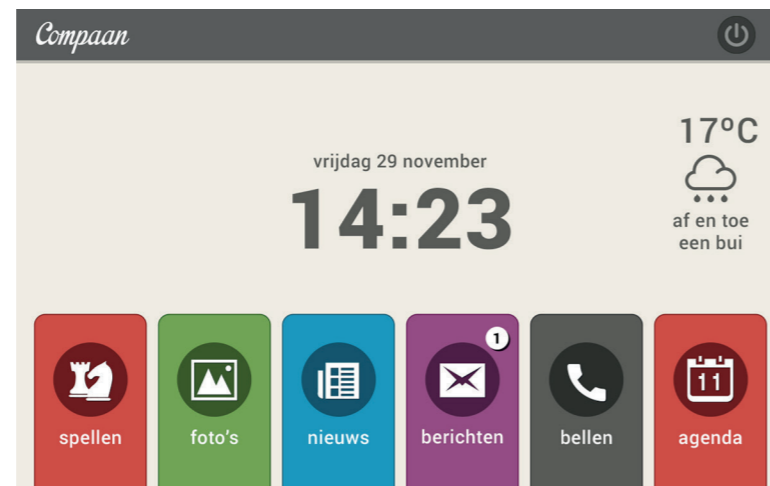 Compaan
17°C
vrijdag 29 november
14:23
af en toe
een bui
1
11
spellen
foto's
nieuws
berichten
bellen
agenda